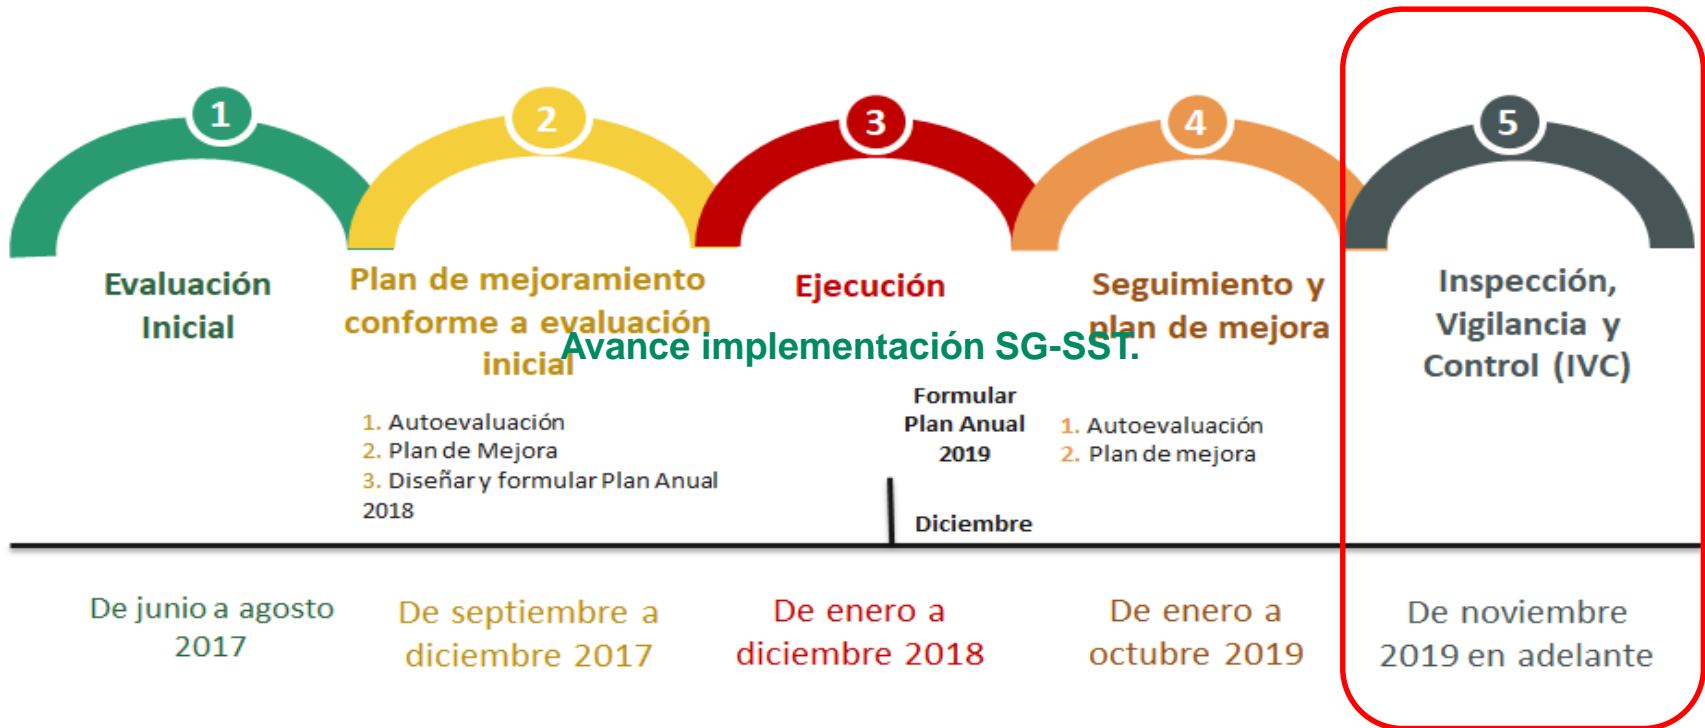 1
2
3
4
5
Evaluación
Inicial
Plan de mejoramiento
conforme a evaluación
inicial
Ejecución
Seguimiento y
plan de mejora
Inspección,
Vigilancia y
Control (IVC)
Avance implementación SG-SST.
1. Autoevaluación
2. Plan de Mejora
3. Diseñar y formular Plan Anual
2018
Formular
Plan Anual
2019
Diciembre
1. Autoevaluación
2. Plan de mejora
De junio a agosto
2017
De septiembre a
diciembre 2017
De enero a
diciembre 2018
De enero a
octubre 2019
De noviembre
2019 en adelante